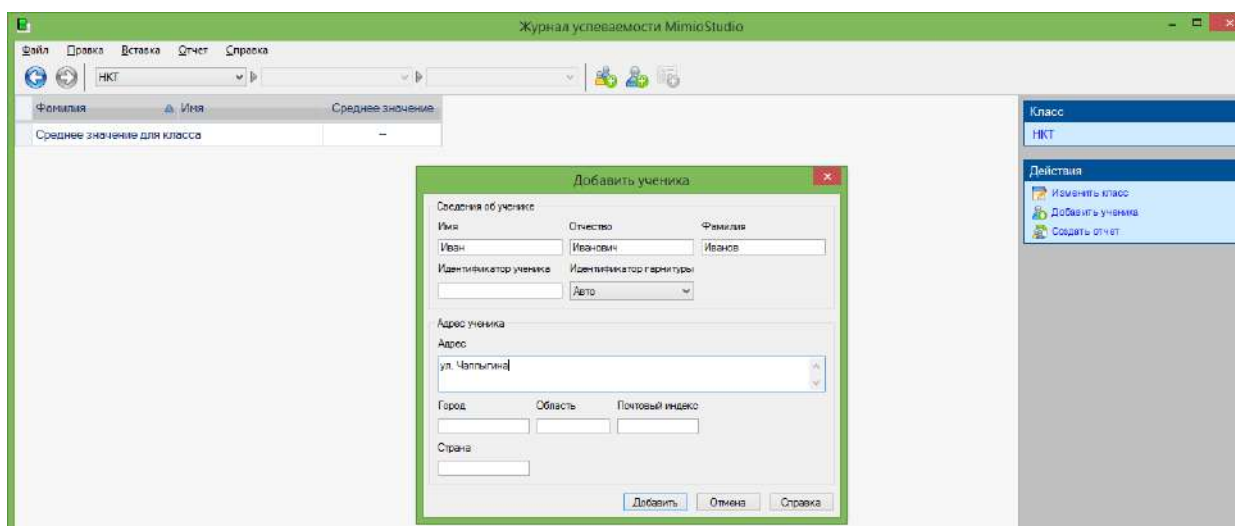 Журнал успеваемости MimioStudio
Файл Правка Вставка Отчет Справка
НКТ
Фамилия Имя Среднее значение
Среднее значение для класса --
Класс
НКТ
Действия
Изменить класс
Добавить ученика
Создать отчет
Добавить ученика
Сведения об ученике
Имя Отчество Фамилия
Иван Иванович Иванов
Идентификатор ученика Идентификатор гарнитуры
Авто
Адрес ученика
Адрес
ул. Чаплыгина
Город Область Почтовый индекс
Страна
Добавить Отмена Справка